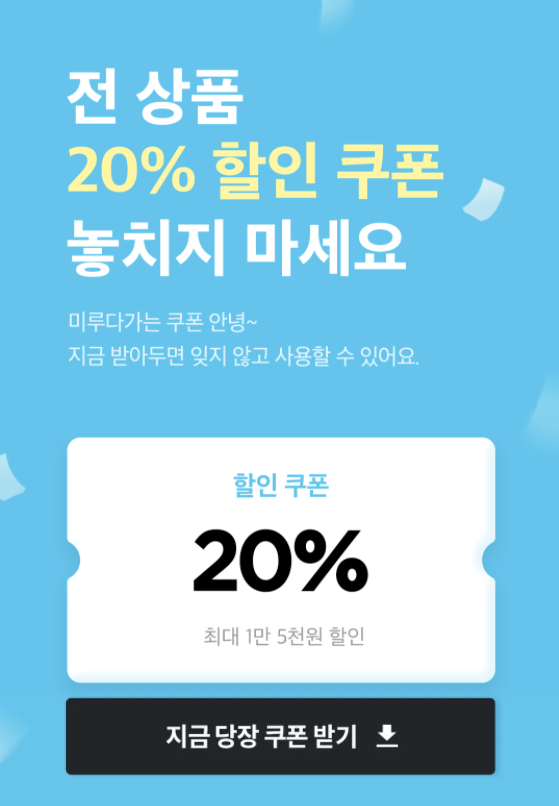 전 상품
20% 할인 쿠폰
놓치지 마세요
미루다가는 쿠폰 안녕~
지금 받아두면 잊지 않고 사용할 수 있어요.
할인 쿠폰
20%
최대 1만 5천원 할인
지금 당장 쿠폰 받기